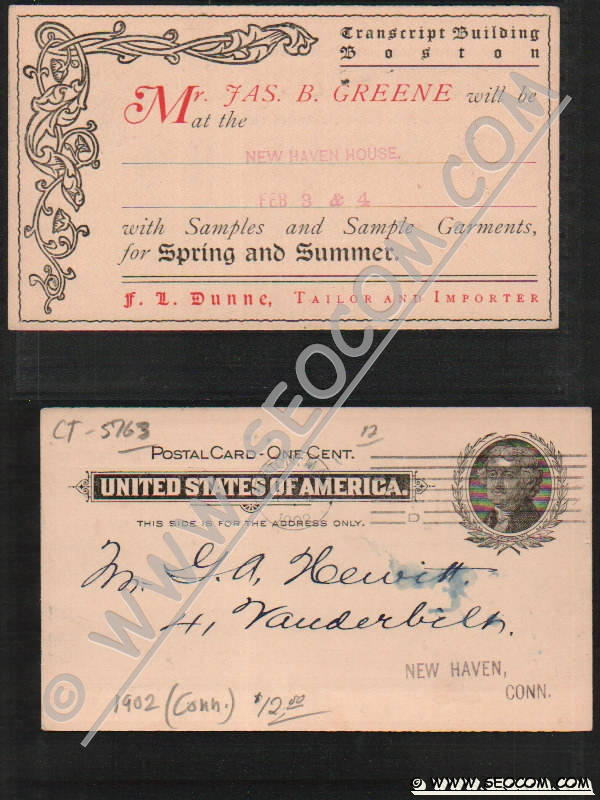 Transcript Building
Boston
Mr. JAS. B. GREENE will be
at the
NEW HAVEN HOUSE.
FEB 3 & 4
with Samples and Sample Garments,
for Spring and Summer.
F. L. Dunne, TAILOR AND IMPORTER
CT-5763
12
POSTAL CARD - ONE CENT.
UNITED STATES OF AMERICA.
THIS SIDE IS FOR THE ADDRESS ONLY.
1902
D
Mr. G. A. Hewitt.
41, Vanderbilt.
NEW HAVEN,
CONN.
1902 (Conn.) $12.50
© WWW.SEOCOM.COM
© WWW.SEOCOM.COM